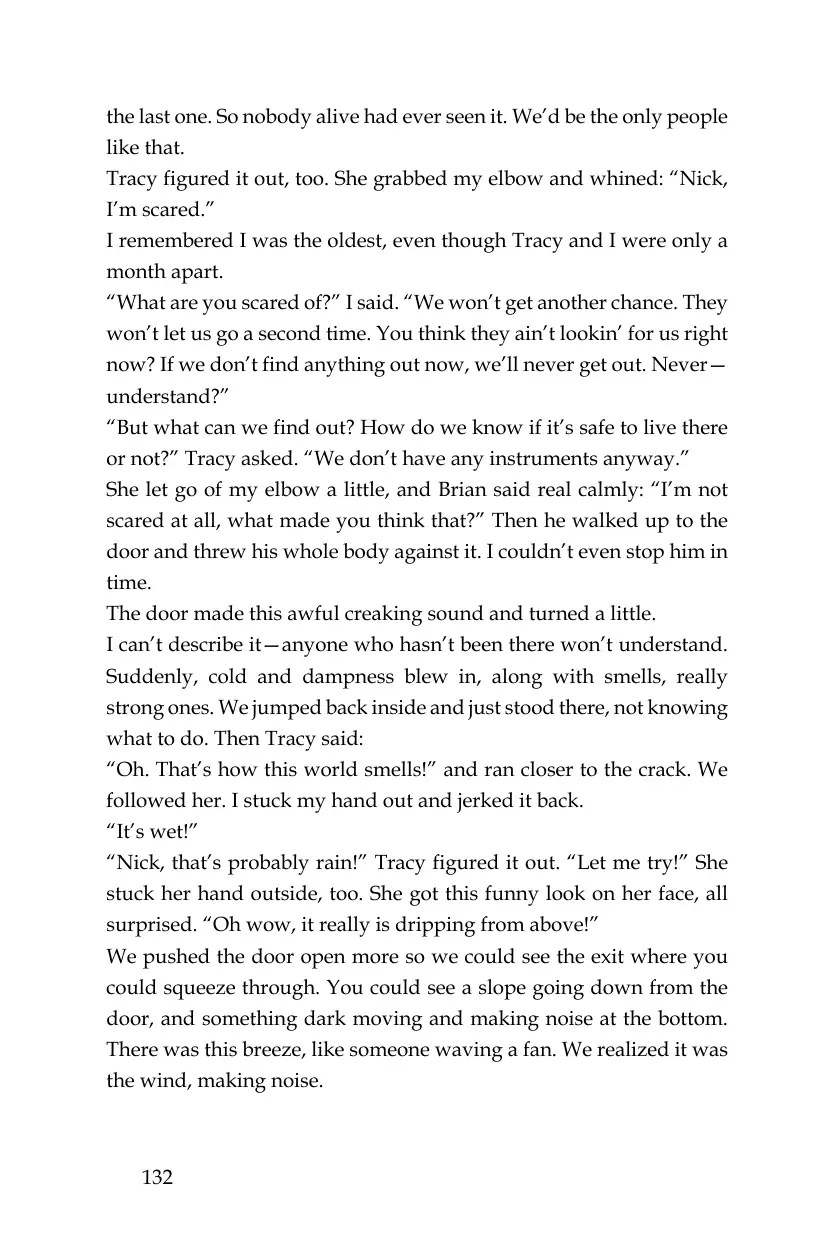 the last one. So nobody alive had ever seen it. We’d be the only people
like that.
Tracy figured it out, too. She grabbed my elbow and whined: “Nick,
I’m scared.”
I remembered I was the oldest, even though Tracy and I were only a
month apart.
“What are you scared of?” I said. “We won’t get another chance. They
won’t let us go a second time. You think they ain’t lookin’ for us right
now? If we don’t find anything out now, we’ll never get out. Never—
understand?”
“But what can we find out? How do we know if it’s safe to live there
or not?” Tracy asked. “We don’t have any instruments anyway.”
She let go of my elbow a little, and Brian said real calmly: “I’m not
scared at all, what made you think that?” Then he walked up to the
door and threw his whole body against it. I couldn’t even stop him in
time.
The door made this awful creaking sound and turned a little.
I can’t describe it—anyone who hasn’t been there won’t understand.
Suddenly, cold and dampness blew in, along with smells, really
strong ones. We jumped back inside and just stood there, not knowing
what to do. Then Tracy said:
“Oh. That’s how this world smells!” and ran closer to the crack. We
followed her. I stuck my hand out and jerked it back.
“It’s wet!”
“Nick, that’s probably rain!” Tracy figured it out. “Let me try!” She
stuck her hand outside, too. She got this funny look on her face, all
surprised. “Oh wow, it really is dripping from above!”
We pushed the door open more so we could see the exit where you
could squeeze through. You could see a slope going down from the
door, and something dark moving and making noise at the bottom.
There was this breeze, like someone waving a fan. We realized it was
the wind, making noise.
132